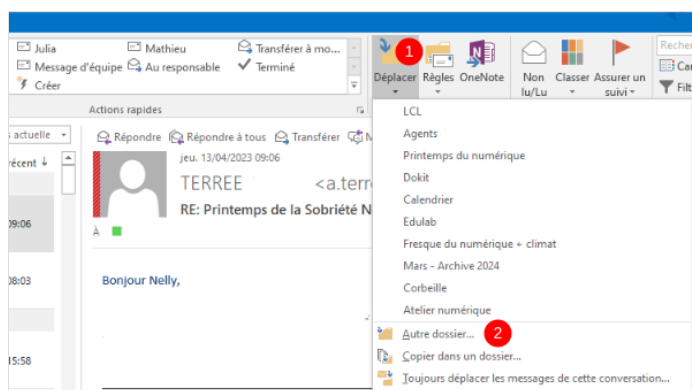 Julia
Mathieu
Transférer à mo...
Message d'équipe
Au responsable
Terminé
Créer
Actions rapides
Déplacer
1
Règles
OneNote
Non lu/Lu
Classer
Assurer un suivi
Recher
Filt
s actuelle
Répondre
Répondre à tous
Transférer
M
récent ↓
jeu. 13/04/2023 09:06
TERREE
<a.terr
RE: Printemps de la Sobriété N
À
09:06
08:03
15:58
Bonjour Nelly,
LCL
Agents
Printemps du numérique
Dokit
Calendrier
Edulab
Fresque du numérique + climat
Mars - Archive 2024
Corbeille
Atelier numérique
Autre dossier...
2
Copier dans un dossier...
Toujours déplacer les messages de cette conversation...